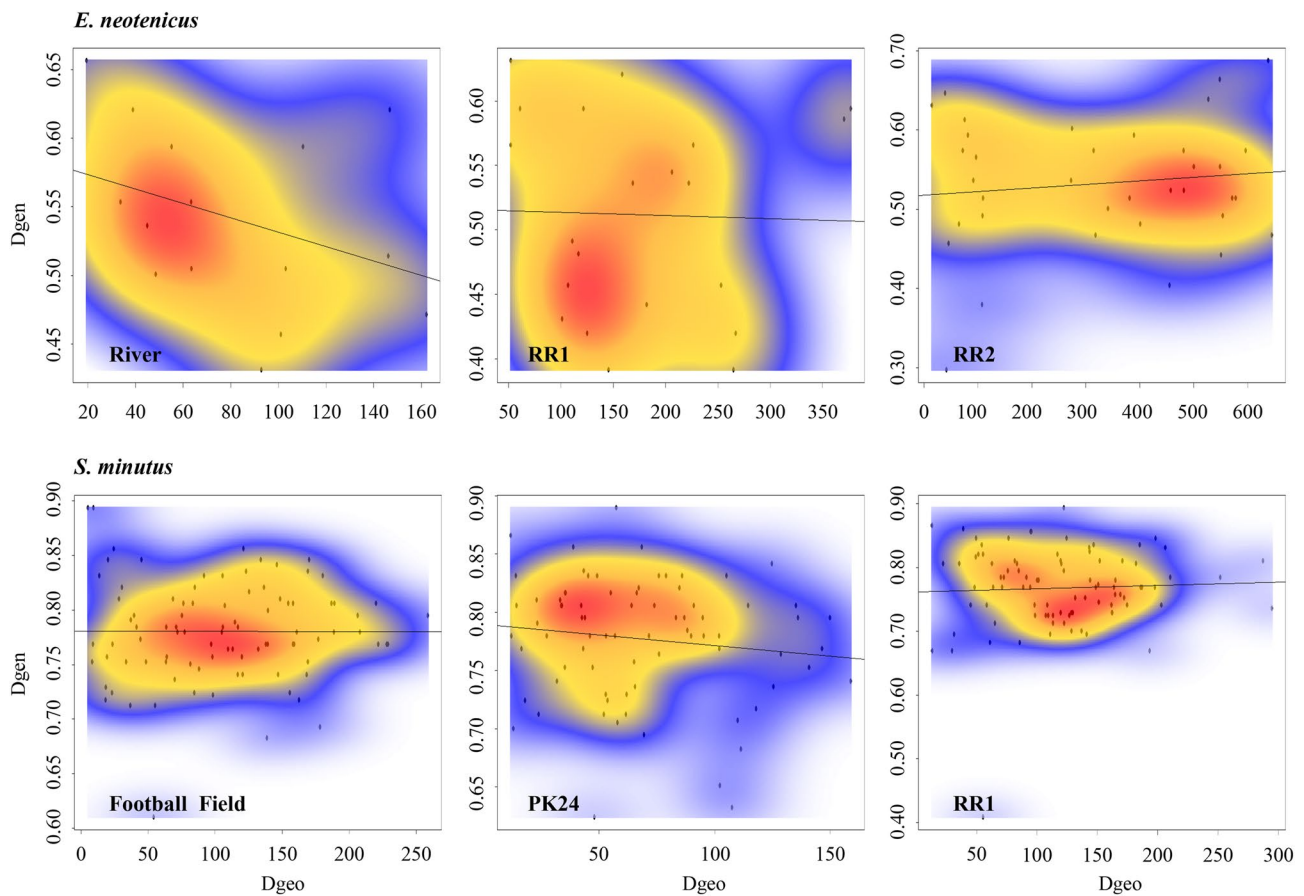 E. neotenicus
Dgen
0.65
0.60
0.55
0.50
0.45
River
20 40 60 80 100 120 140 160
0.60
0.55
0.50
0.45
0.40
RR1
50 100 150 200 250 300 350
0.70
0.60
0.50
0.40
0.30
RR2
0 100 200 300 400 500 600
S. minutus
Dgen
0.90
0.85
0.80
0.75
0.70
0.65
0.60
Football Field
0 50 100 150 200 250
Dgeo
0.90
0.85
0.80
0.75
0.70
0.65
PK24
50 100 150
Dgeo
0.90
0.80
0.70
0.60
0.50
0.40
RR1
0 50 100 150 200 250 300
Dgeo